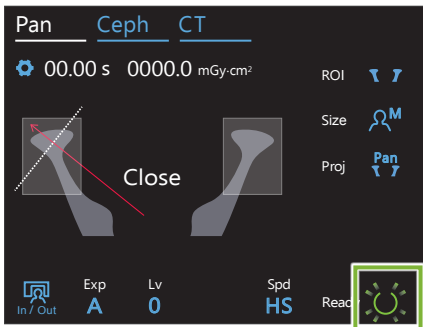 Pan Ceph CT
00.00 s 0000.0 mGy·cm²
ROI
Size M
Proj Pan
Close
In / Out
Exp A
Lv 0
Spd HS
Ready